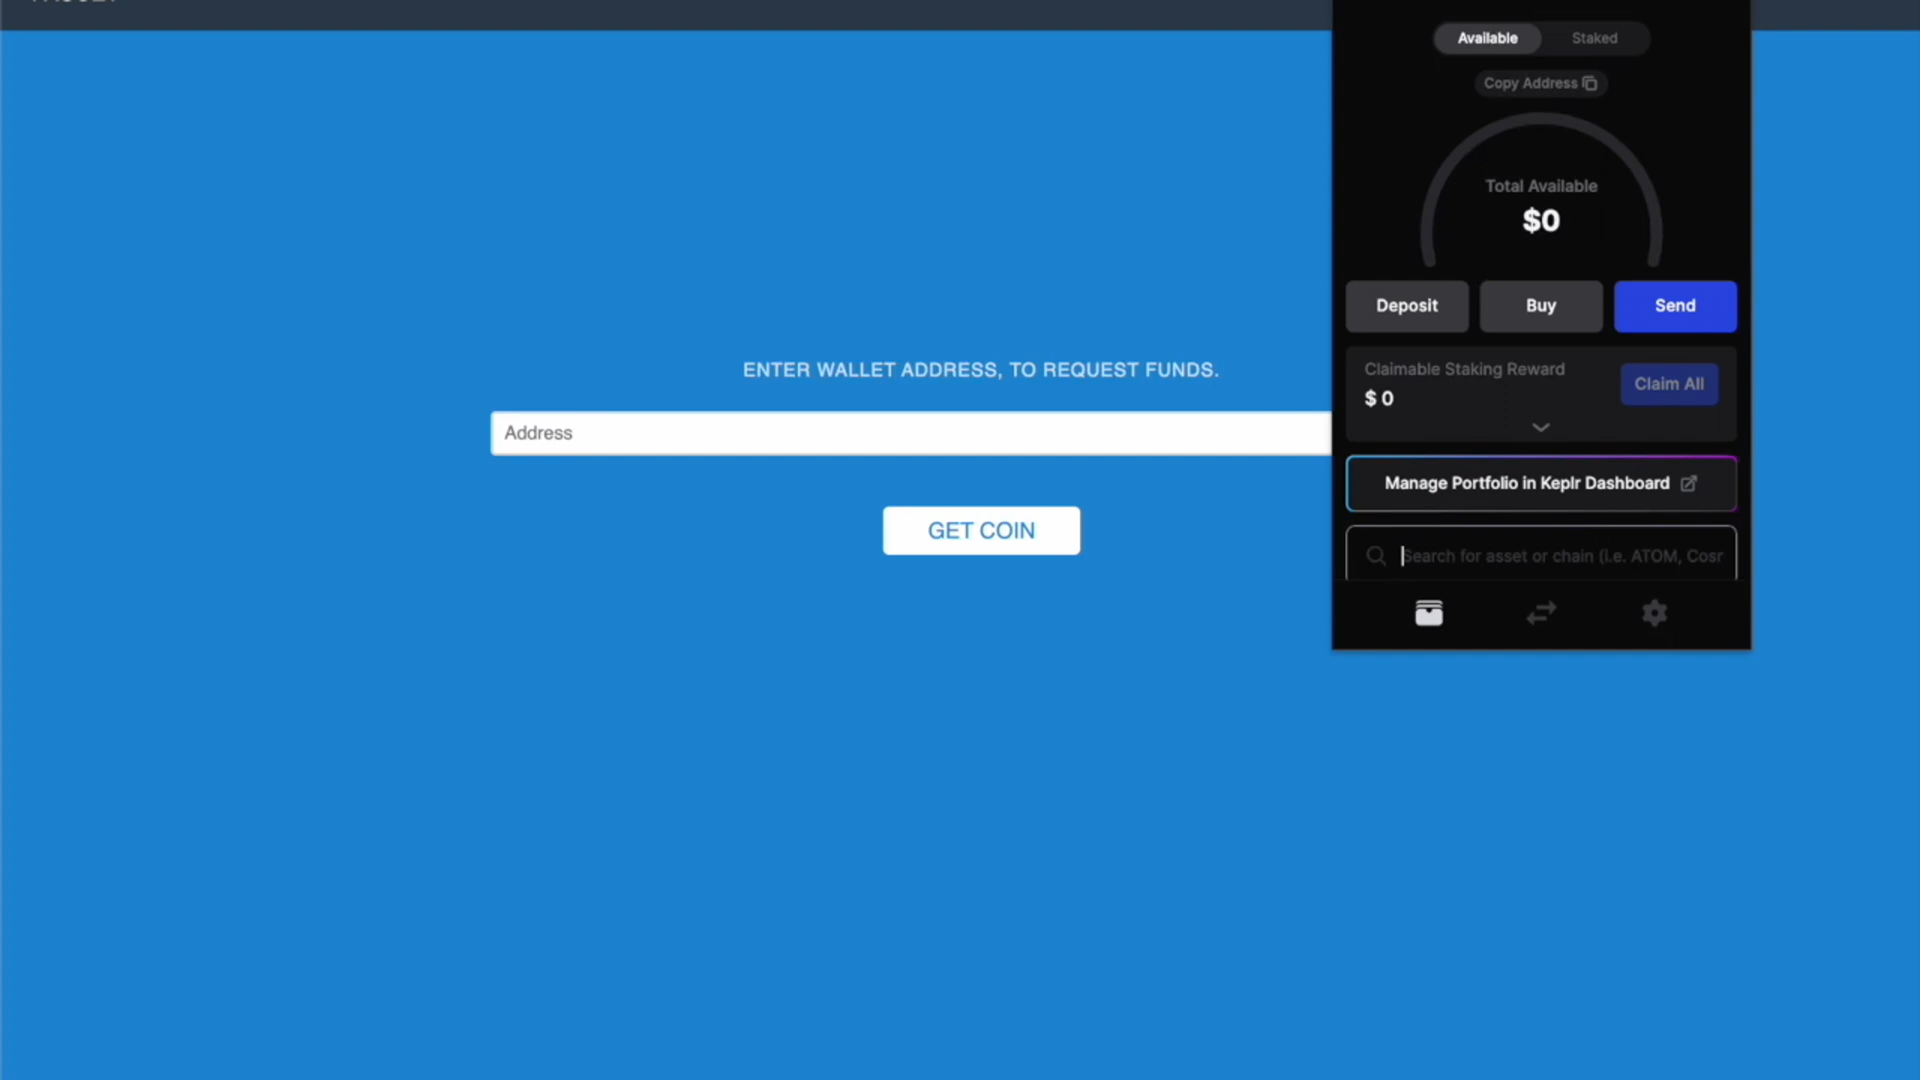 ENTER WALLET ADDRESS, TO REQUEST FUNDS.
Address
GET COIN
Available Staked
Copy Address
Total Available
$0
Deposit Buy Send
Claimable Staking Reward
$ 0
Claim All
Manage Portfolio in Keplr Dashboard
Search for asset or chain (i.e. ATOM, Cosr